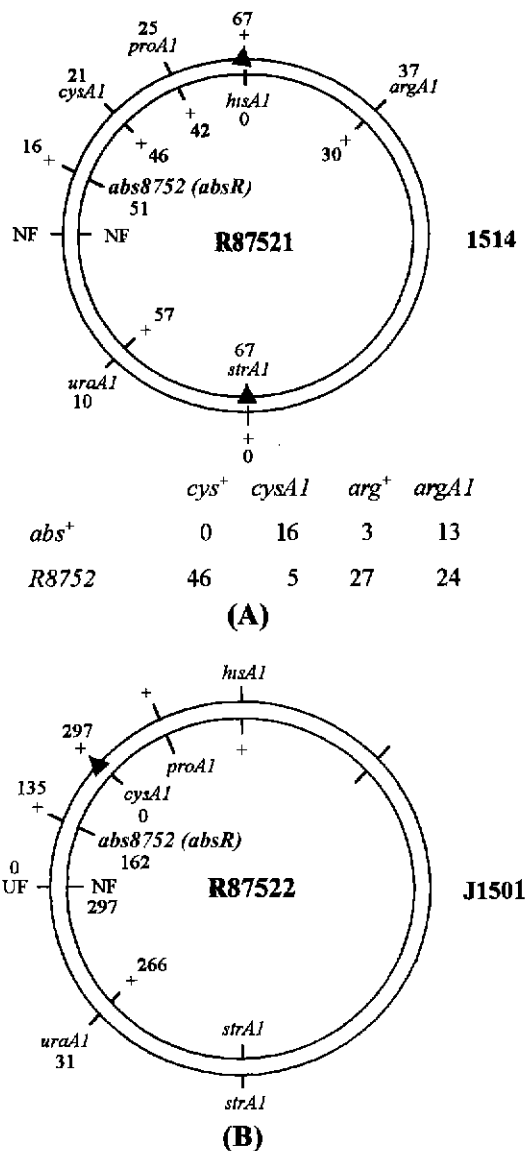 67
+
25
proA1
hisA1
0
37
argA1
21
cysA1
+
42
+ 46
30 +
16
+
abs8752 (absR)
51
NF
NF
R87521
1514
+ 57
67
strA1
uraA1
10
+
0
cys+ cysA1 arg+ argA1
abs+ 0 16 3 13
R8752 46 5 27 24
(A)
hisA1
+
+
297
+
proA1
cysA1
0
135
+
abs8752 (absR)
162
0
UF
NF
297
R87522
J1501
+ 266
uraA1
31
strA1
strA1
(B)